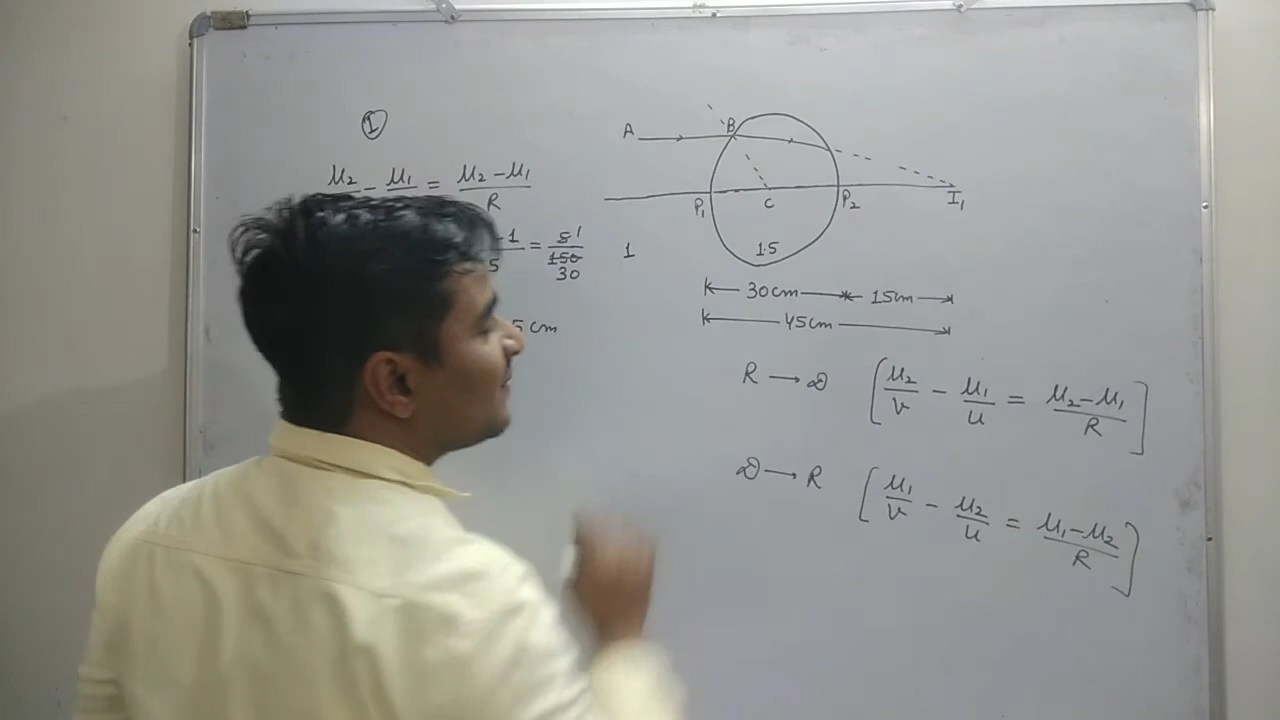 ①
μ₂/ - μ₁/ = μ₂-μ₁/R
-1/5 = 5 1/150 30
5 cm
A B
P₁ C P₂ I₁
1 1.5
30cm 15cm
45cm
R → D [μ₂/v - μ₁/u = μ₂-μ₁/R]
D → R [μ₁/v - μ₂/u = μ₁-μ₂/R]